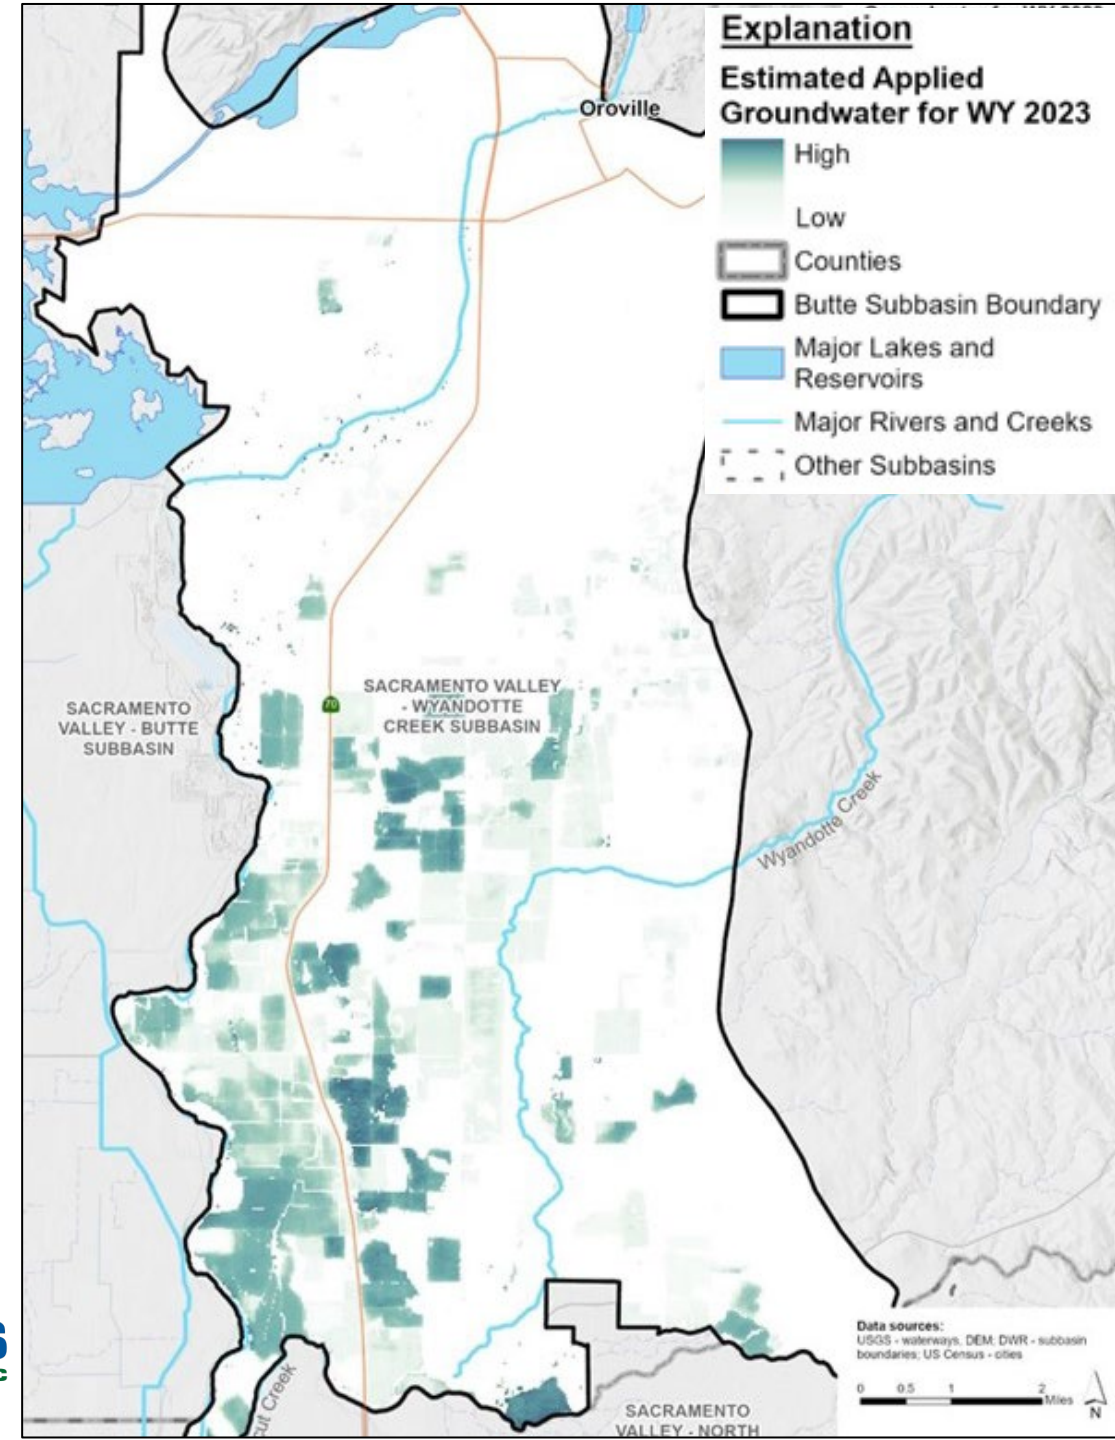 Explanation
Estimated Applied
Groundwater for WY 2023
High
Low
Counties
Butte Subbasin Boundary
Major Lakes and
Reservoirs
Major Rivers and Creeks
Other Subbasins
Oroville
SACRAMENTO
VALLEY - BUTTE
SUBBASIN
70
SACRAMENTO VALLEY
- WYANDOTTE
CREEK SUBBASIN
Wyandotte Creek
Data sources:
USGS - waterways, DEM; DWR - subbasin
boundaries; US Census - cities
0 0.5 1 2
Miles
N
cut Creek
SACRAMENTO
VALLEY - NORTH